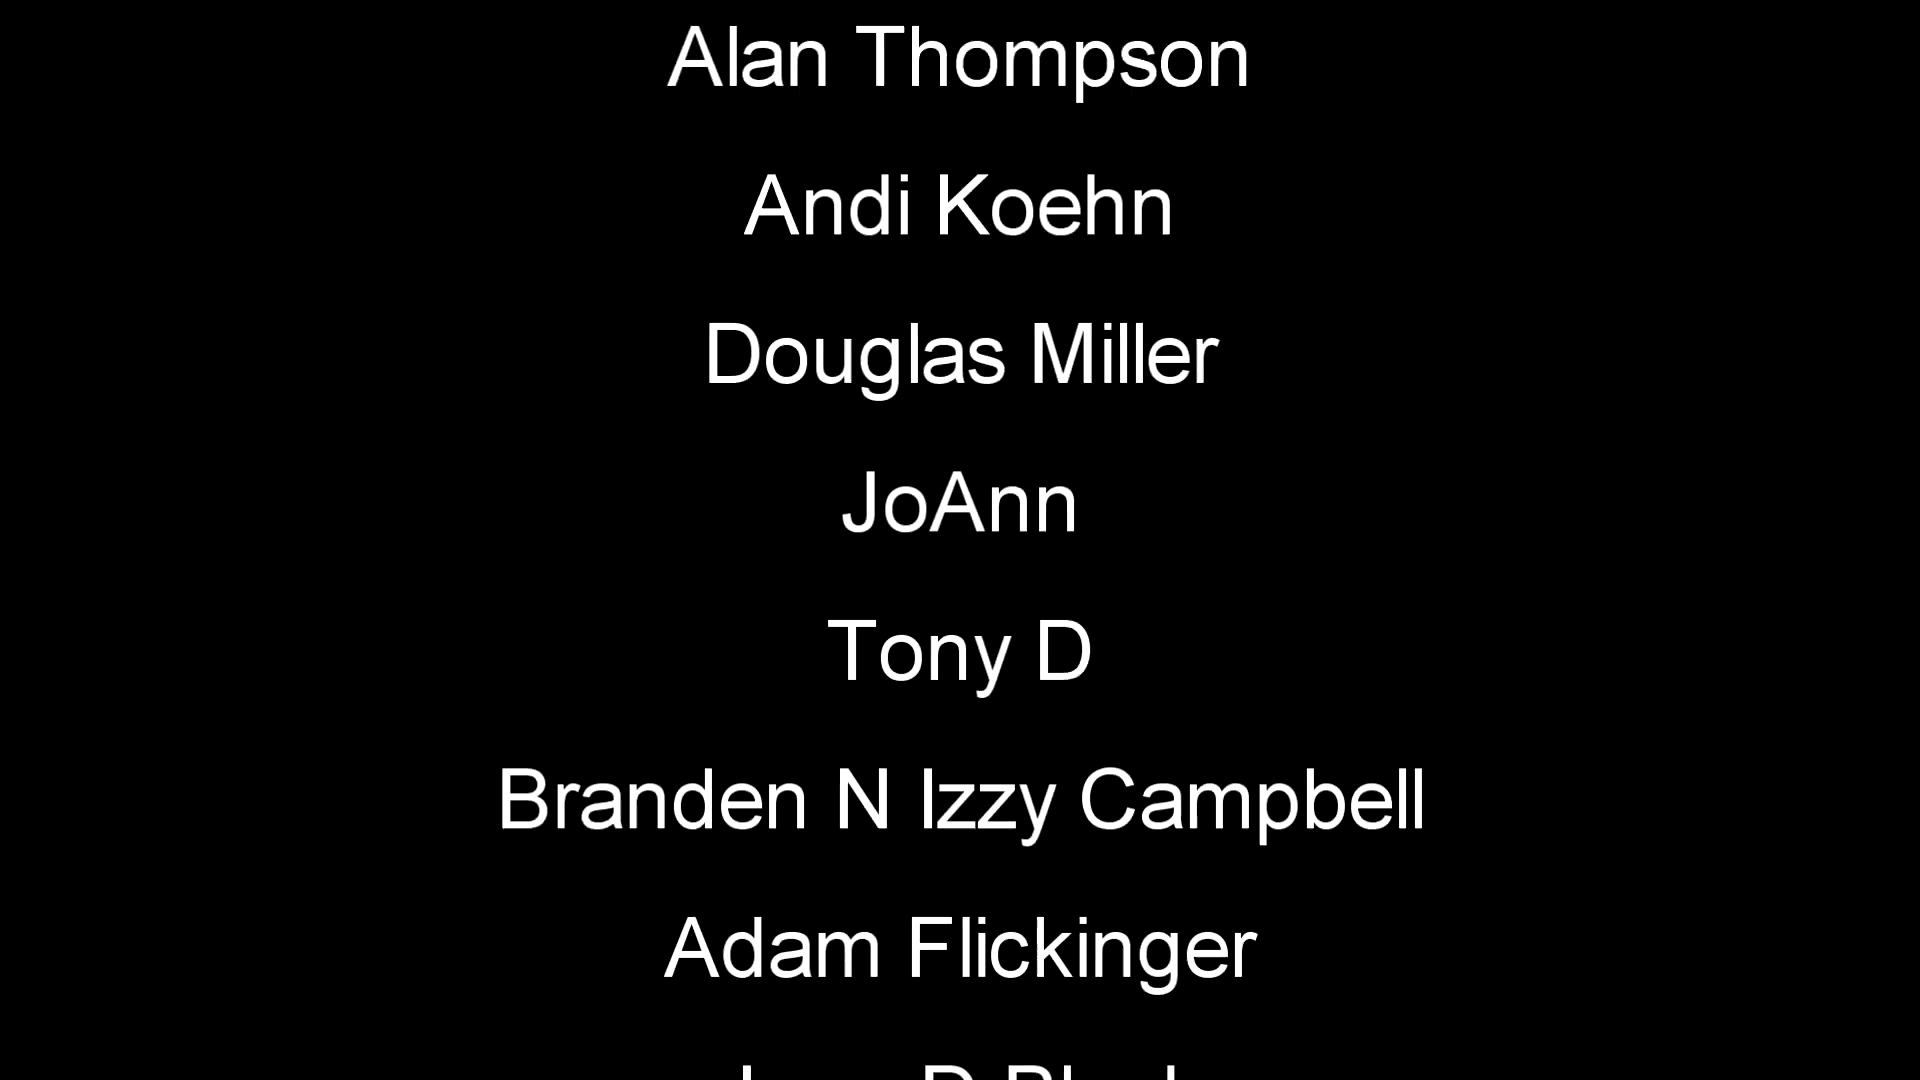 Alan Thompson
Andi Koehn
Douglas Miller
JoAnn
Tony D
Branden N Izzy Campbell
Adam Flickinger